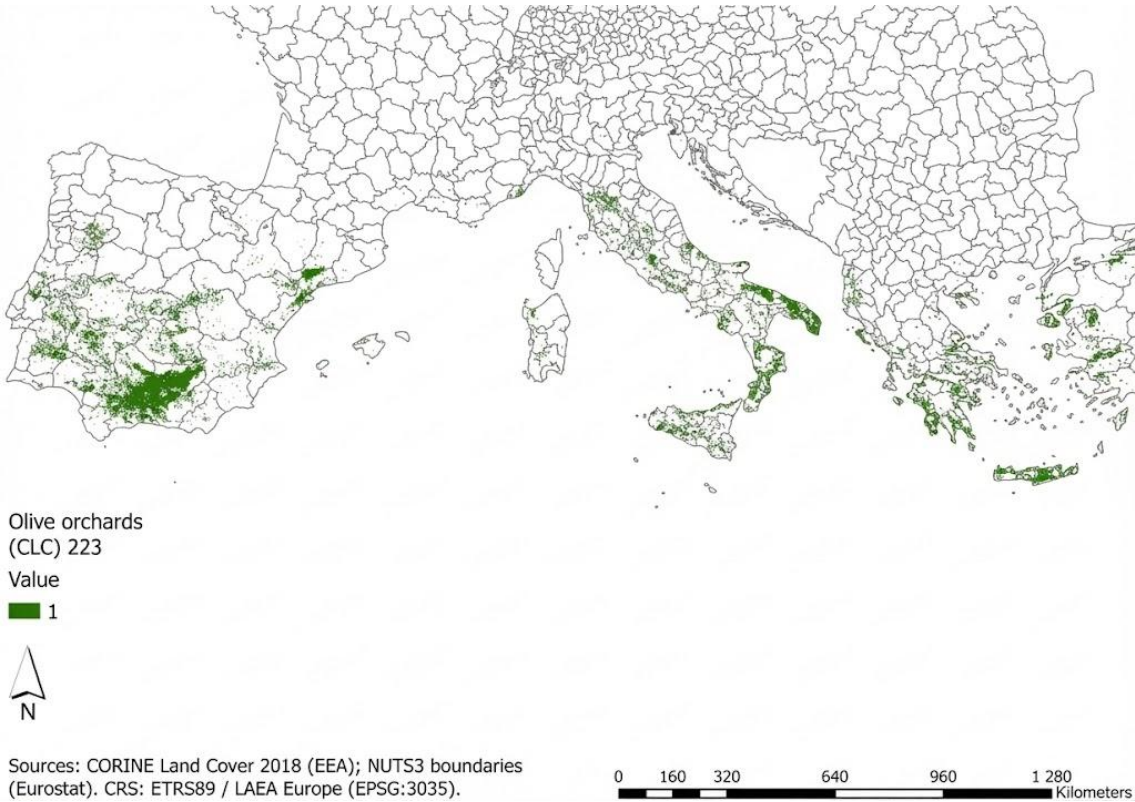 Olive orchards
(CLC) 223
Value
1
N
Sources: CORINE Land Cover 2018 (EEA); NUTS3 boundaries
(Eurostat). CRS: ETRS89 / LAEA Europe (EPSG:3035).
0 160 320 640 960 1 280
Kilometers